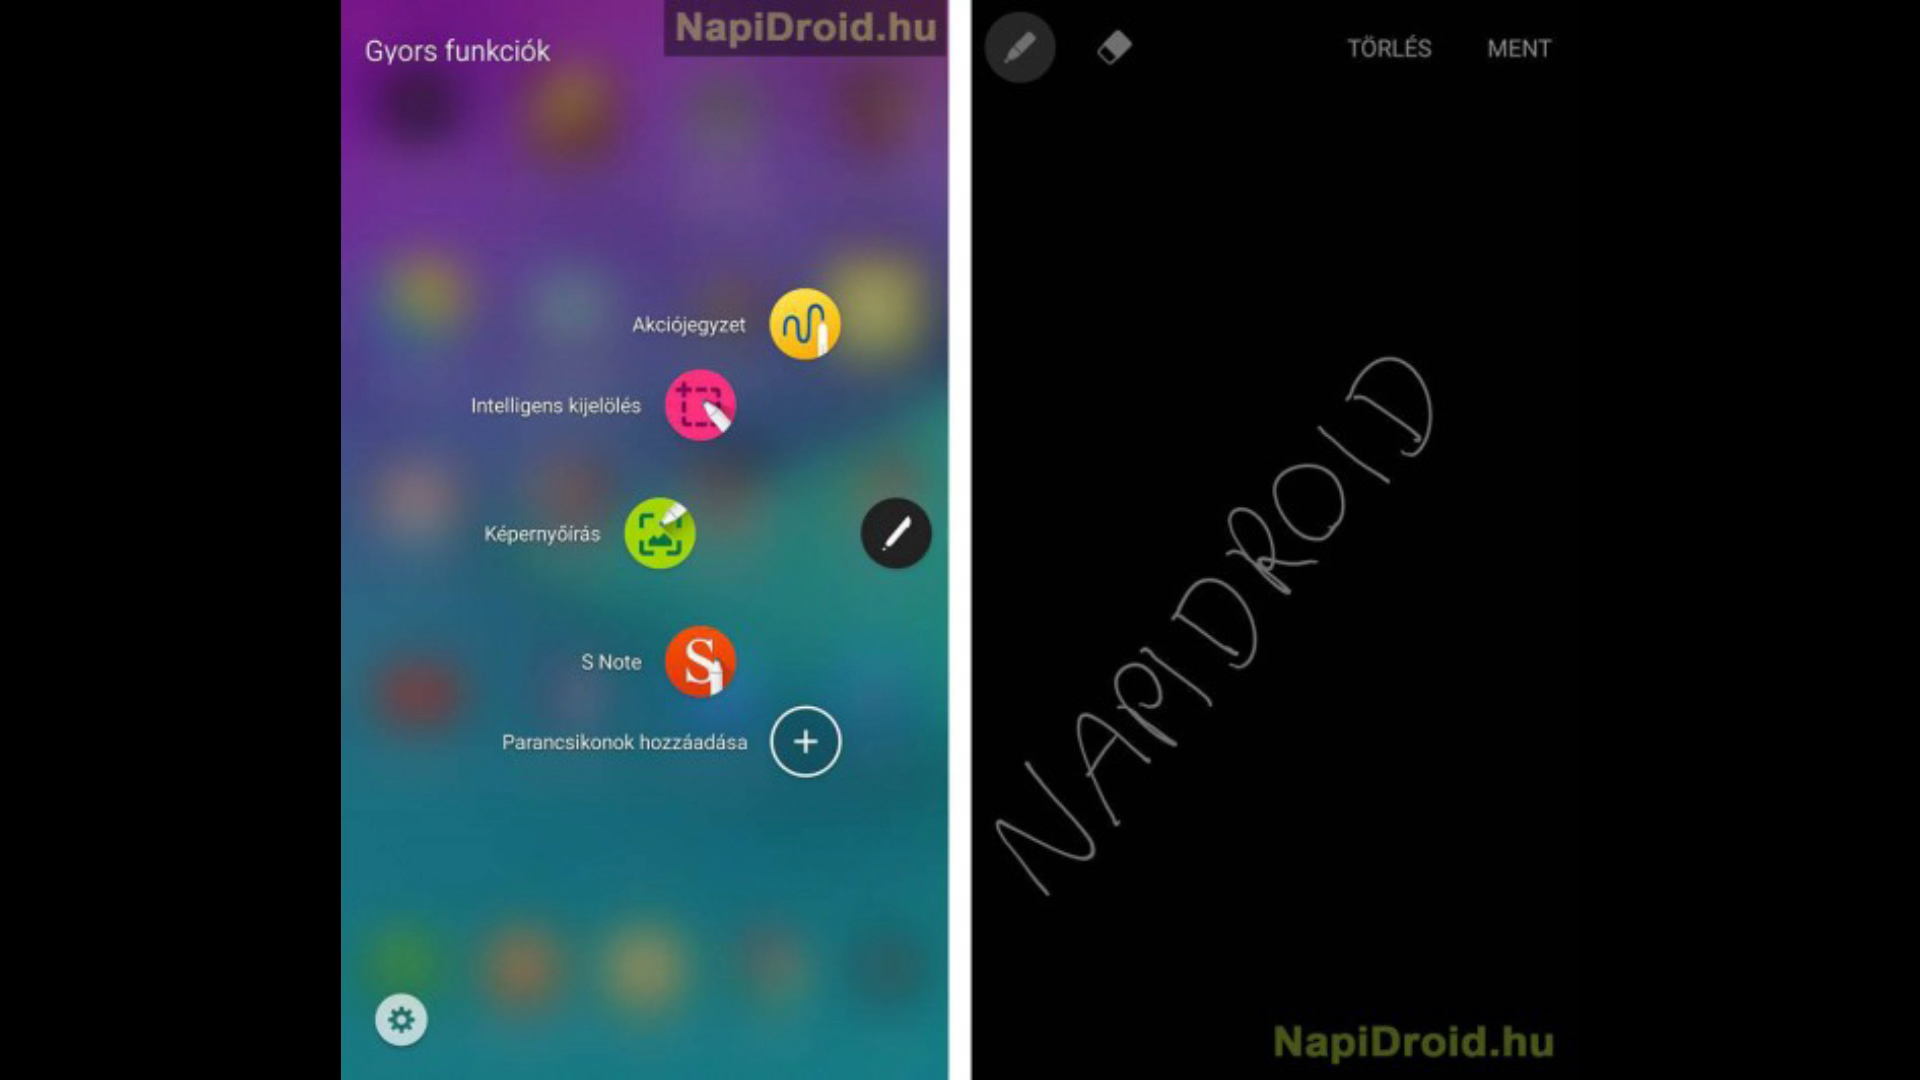 NapiDroid.hu
Gyors funkciók
Akciójegyzet
Intelligens kijelölés
Képernyőírás
S Note
Parancsikonok hozzáadása
TÖRLÉS MENT
NAPIDROID
NapiDroid.hu